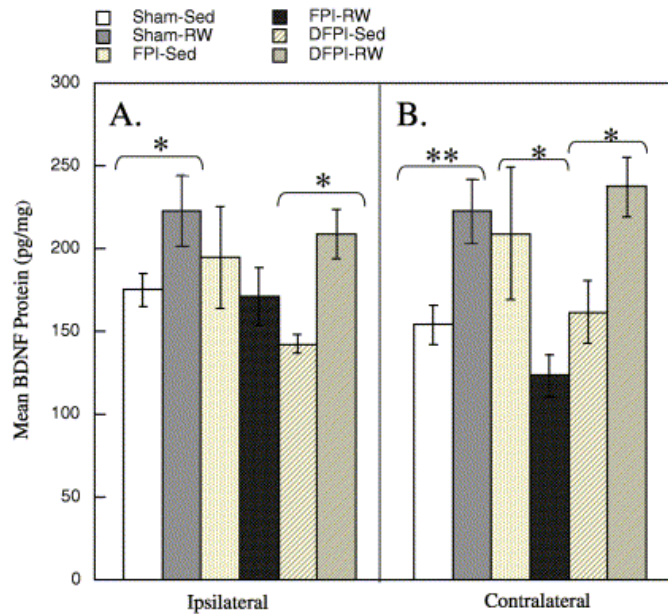 Sham-Sed
Sham-RW
FPI-Sed
FPI-RW
DFPI-Sed
DFPI-RW
Mean BDNF Protein (pg/mg)
300
250
200
150
100
50
0
A.
*
*
B.
**
*
*
Ipsilateral
Contralateral